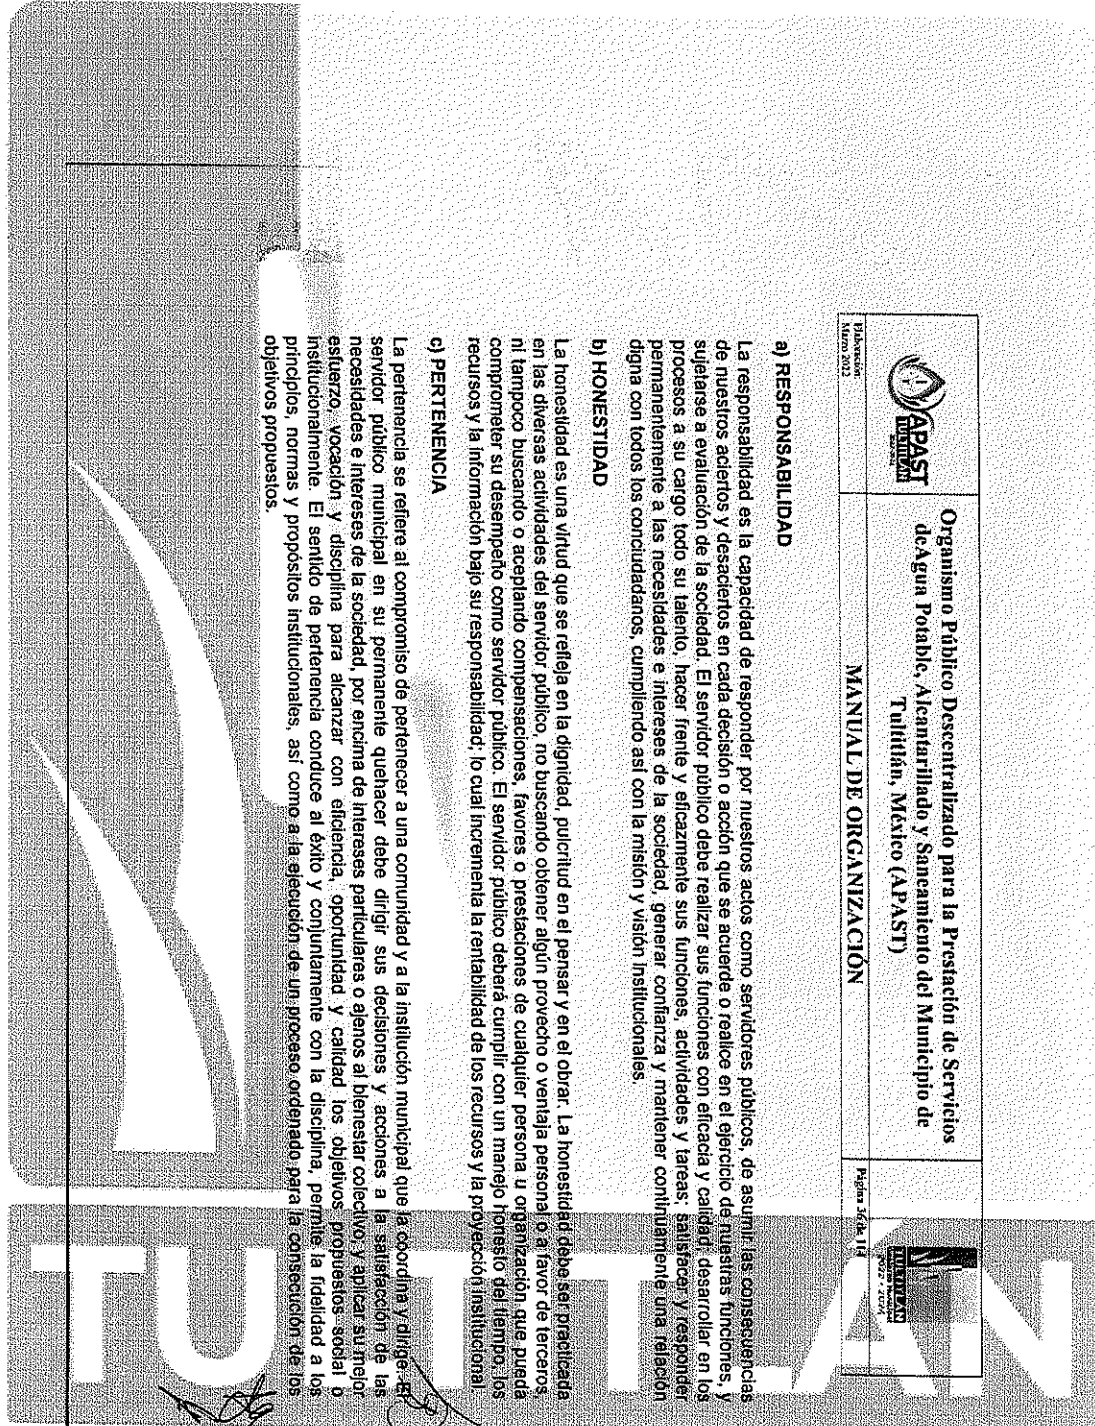 APAST
TULTITLÁN
2022-2024
Organismo Público Descentralizado para la Prestación de Servicios
deAgua Potable, Alcantarillado y Saneamiento del Municipio de
Tultitlán, México (APAST)
TULTITLÁN
2022 - 2024
Elaboración
Marzo 2022
MANUAL DE ORGANIZACIÓN
Página 36 de 114
a) RESPONSABILIDAD
La responsabilidad es la capacidad de responder por nuestros actos como servidores públicos, de asumir las consecuencias
de nuestros aciertos y desaciertos en cada decisión o acción que se acuerde o realice en el ejercicio de nuestras funciones, y
sujetarse a evaluación de la sociedad. El servidor público debe realizar sus funciones con eficacia y calidad, desarrollar en los
procesos a su cargo todo su talento, hacer frente y eficazmente sus funciones, actividades y tareas; satisfacer y responder
permanentemente a las necesidades e intereses de la sociedad, generar confianza y mantener continuamente una relación
digna con todos los conciudadanos, cumpliendo así con la misión y visión Institucionales.
b) HONESTIDAD
La honestidad es una virtud que se refleja en la dignidad, pulcritud en el pensar y en el obrar. La honestidad debe ser practicada
en las diversas actividades del servidor público, no buscando obtener algún provecho o ventaja personal o a favor de terceros,
ni tampoco buscando o aceptando compensaciones, favores o prestaciones de cualquier persona u organización que pueda
comprometer su desempeño como servidor público. El servidor público deberá cumplir con un manejo honesto del tiempo, los
recursos y la información bajo su responsabilidad; lo cual incrementa la rentabilidad de los recursos y la proyección institucional.
c) PERTENENCIA
La pertenencia se refiere al compromiso de pertenecer a una comunidad y a la institución municipal que la coordina y dirige. El
servidor público municipal en su permanente quehacer debe dirigir sus decisiones y acciones a la satisfacción de las
necesidades e intereses de la sociedad, por encima de intereses particulares o ajenos al bienestar colectivo; y aplicar su mejor
esfuerzo, vocación y disciplina para alcanzar con eficiencia, oportunidad y calidad los objetivos propuestos social o
institucionalmente. El sentido de pertenencia conduce al éxito y conjuntamente con la disciplina, permite la fidelidad a los
principios, normas y propósitos institucionales, así como a la ejecución de un proceso ordenado para la consecución de los
objetivos propuestos.
TULTITLÁN